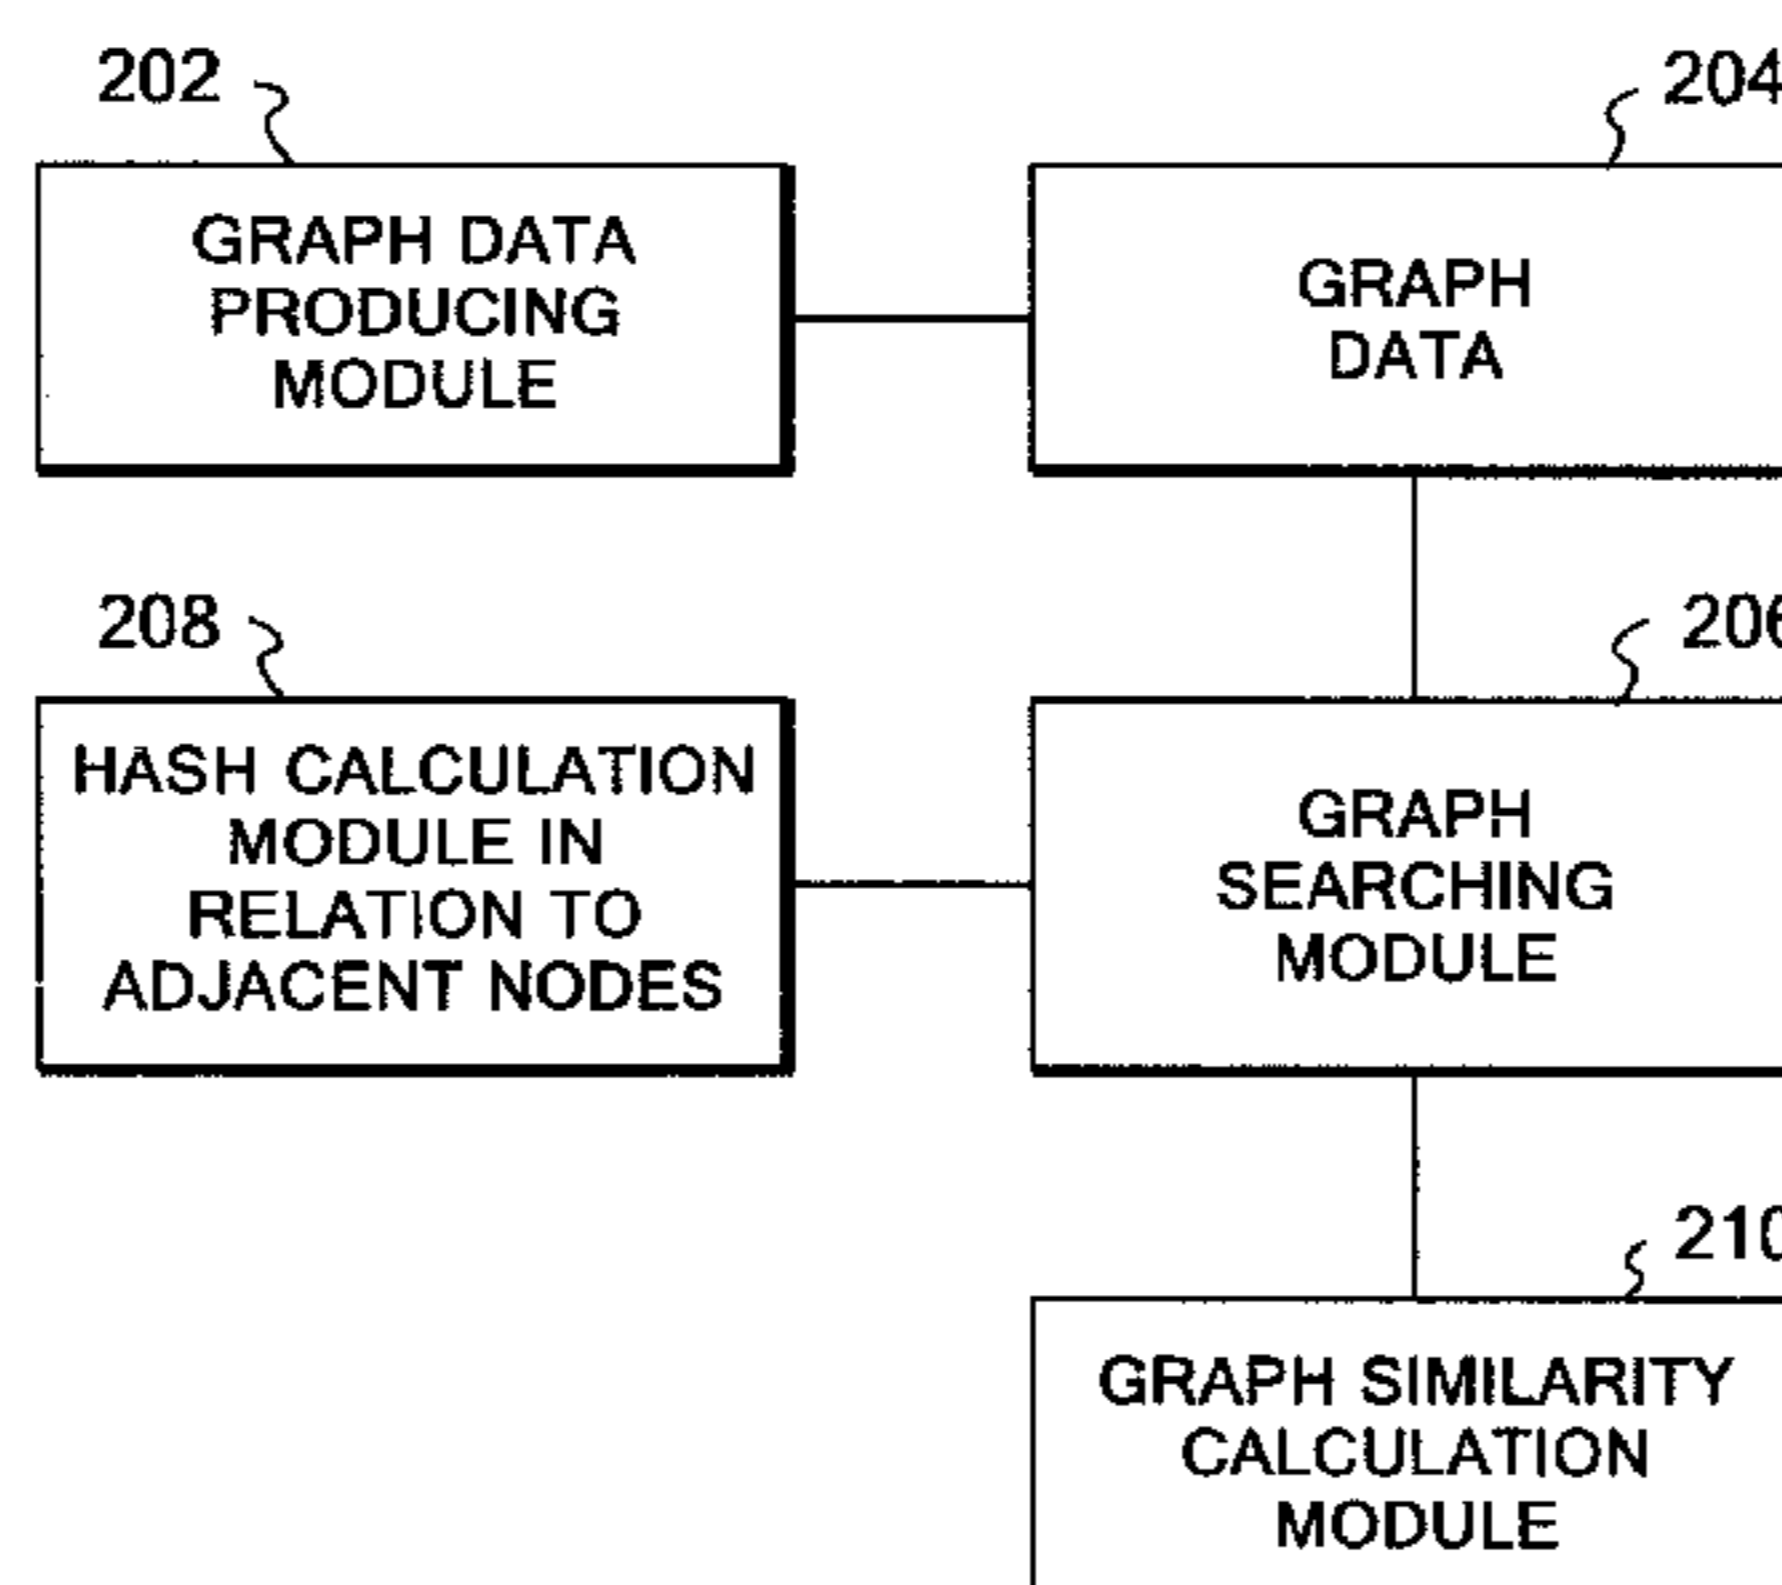 202
204
GRAPH DATA
PRODUCING
MODULE
GRAPH
DATA
208
206
HASH CALCULATION
MODULE IN
RELATION TO
ADJACENT NODES
GRAPH
SEARCHING
MODULE
210
GRAPH SIMILARITY
CALCULATION
MODULE